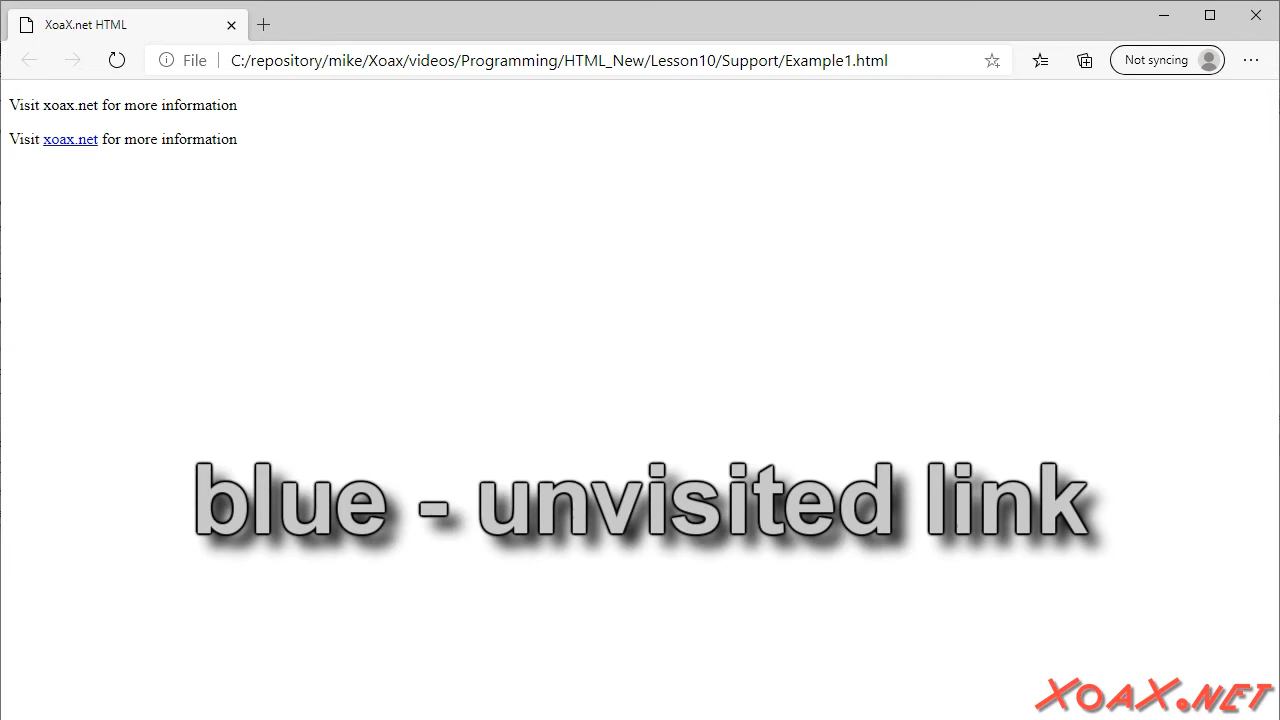 XoaX.net HTML
File
C:/repository/mike/Xoax/videos/Programming/HTML_New/Lesson10/Support/Example1.html
Not syncing
Visit xoax.net for more information
Visit xoax.net for more information
blue - unvisited link
XoaX.net